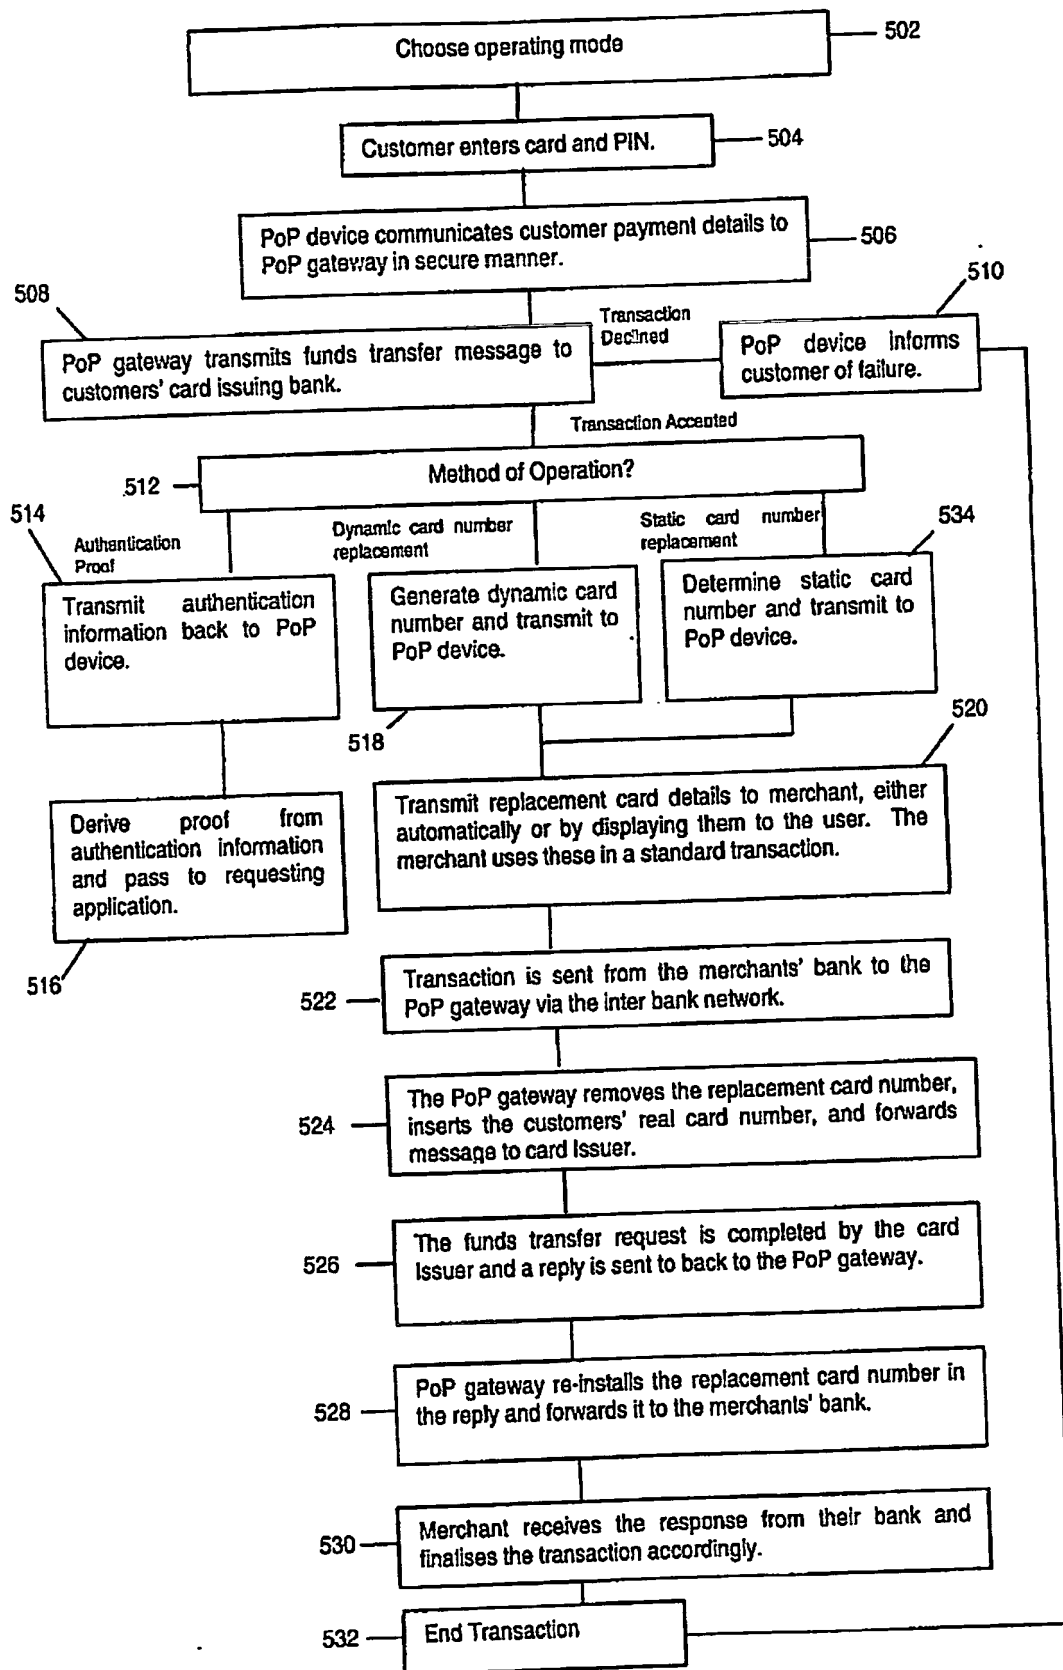 Choose operating mode
502
Customer enters card and PIN.
504
PoP device communicates customer payment details to
PoP gateway in secure manner.
506
508
510
Transaction
Declined
PoP gateway transmits funds transfer message to
customers' card issuing bank.
PoP device informs
customer of failure.
Transaction Accepted
512
Method of Operation?
514
Authentication
Proof
Dynamic card number
replacement
Static card number
replacement
534
Transmit authentication
information back to PoP
device.
Generate dynamic card
number and transmit to
PoP device.
Determine static card
number and transmit to
PoP device.
518
520
Derive proof from
authentication information
and pass to requesting
application.
516
Transmit replacement card details to merchant, either
automatically or by displaying them to the user. The
merchant uses these in a standard transaction.
522
Transaction is sent from the merchants' bank to the
PoP gateway via the inter bank network.
524
The PoP gateway removes the replacement card number,
inserts the customers' real card number, and forwards
message to card Issuer.
526
The funds transfer request is completed by the card
Issuer and a reply is sent to back to the PoP gateway.
528
PoP gateway re-installs the replacement card number in
the reply and forwards it to the merchants' bank.
530
Merchant receives the response from their bank and
finalises the transaction accordingly.
532
End Transaction